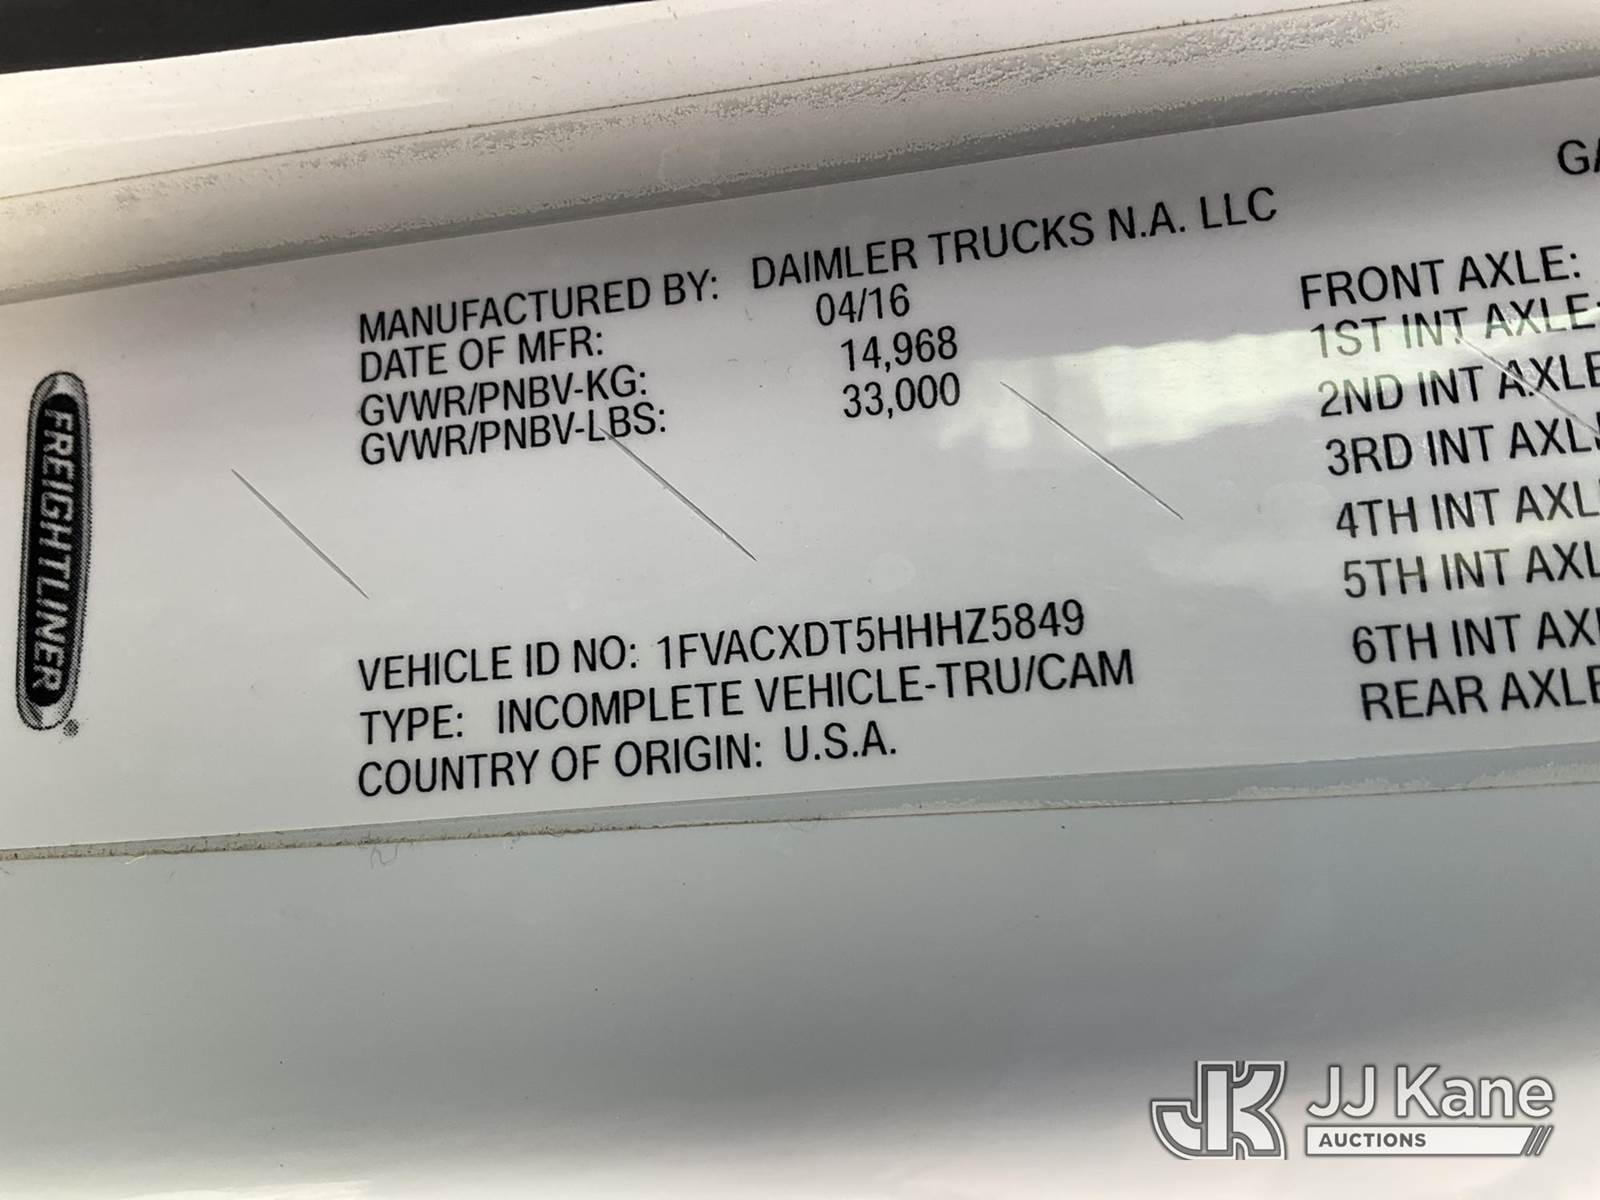 FREIGHTLINER®
MANUFACTURED BY: DAIMLER TRUCKS N.A. LLC
DATE OF MFR: 04/16
GVWR/PNBV-KG: 14,968
GVWR/PNBV-LBS: 33,000
VEHICLE ID NO: 1FVACXDT5HHHZ5849
TYPE: INCOMPLETE VEHICLE-TRU/CAM
COUNTRY OF ORIGIN: U.S.A.
FRONT AXLE:
1ST INT AXLE:
2ND INT AXLE
3RD INT AXL
4TH INT AXL
5TH INT AXL
6TH INT AX
REAR AXLE
JK JJ Kane
AUCTIONS